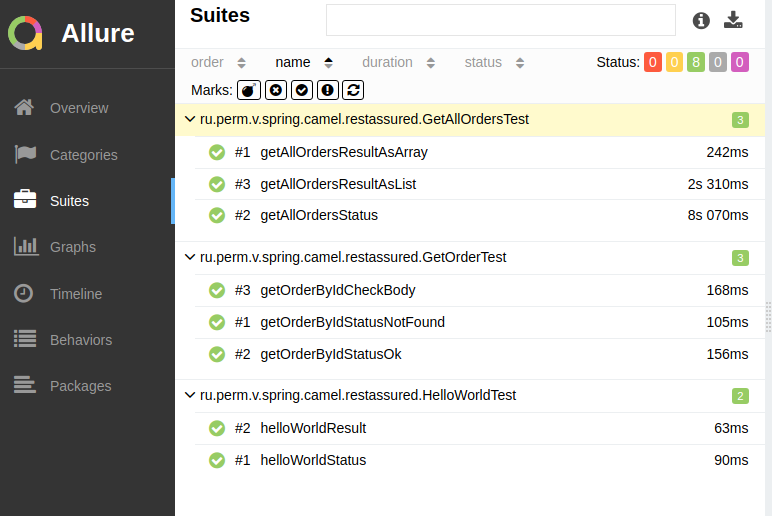 Allure
Overview
Categories
Suites
Graphs
Timeline
Behaviors
Packages
Suites
order name duration status Status: 0 0 8 0 0
Marks:
ru.perm.v.spring.camel.restassured.GetAllOrdersTest 3
#1 getAllOrdersResultAsArray 242ms
#3 getAllOrdersResultAsList 2s 310ms
#2 getAllOrdersStatus 8s 070ms
ru.perm.v.spring.camel.restassured.GetOrderTest 3
#3 getOrderByIdCheckBody 168ms
#1 getOrderByIdStatusNotFound 105ms
#2 getOrderByIdStatusOk 156ms
ru.perm.v.spring.camel.restassured.HelloWorldTest 2
#2 helloWorldResult 63ms
#1 helloWorldStatus 90ms